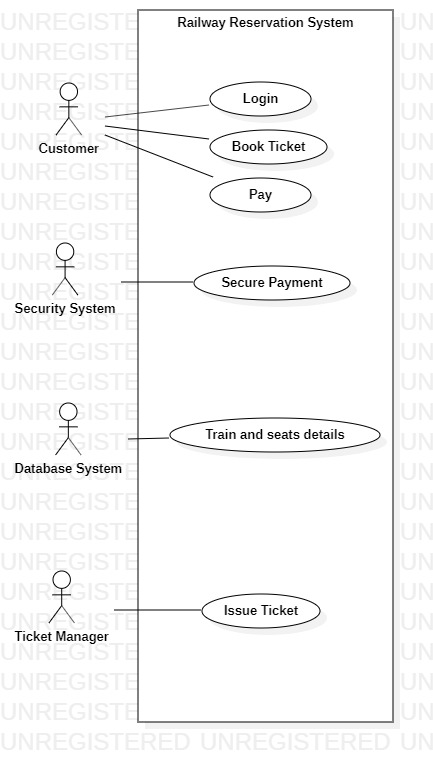 Railway Reservation System
Login
Customer
Book Ticket
Pay
Security System
Secure Payment
Database System
Train and seats details
Ticket Manager
Issue Ticket
UNREGISTERED UNREGISTERED UN